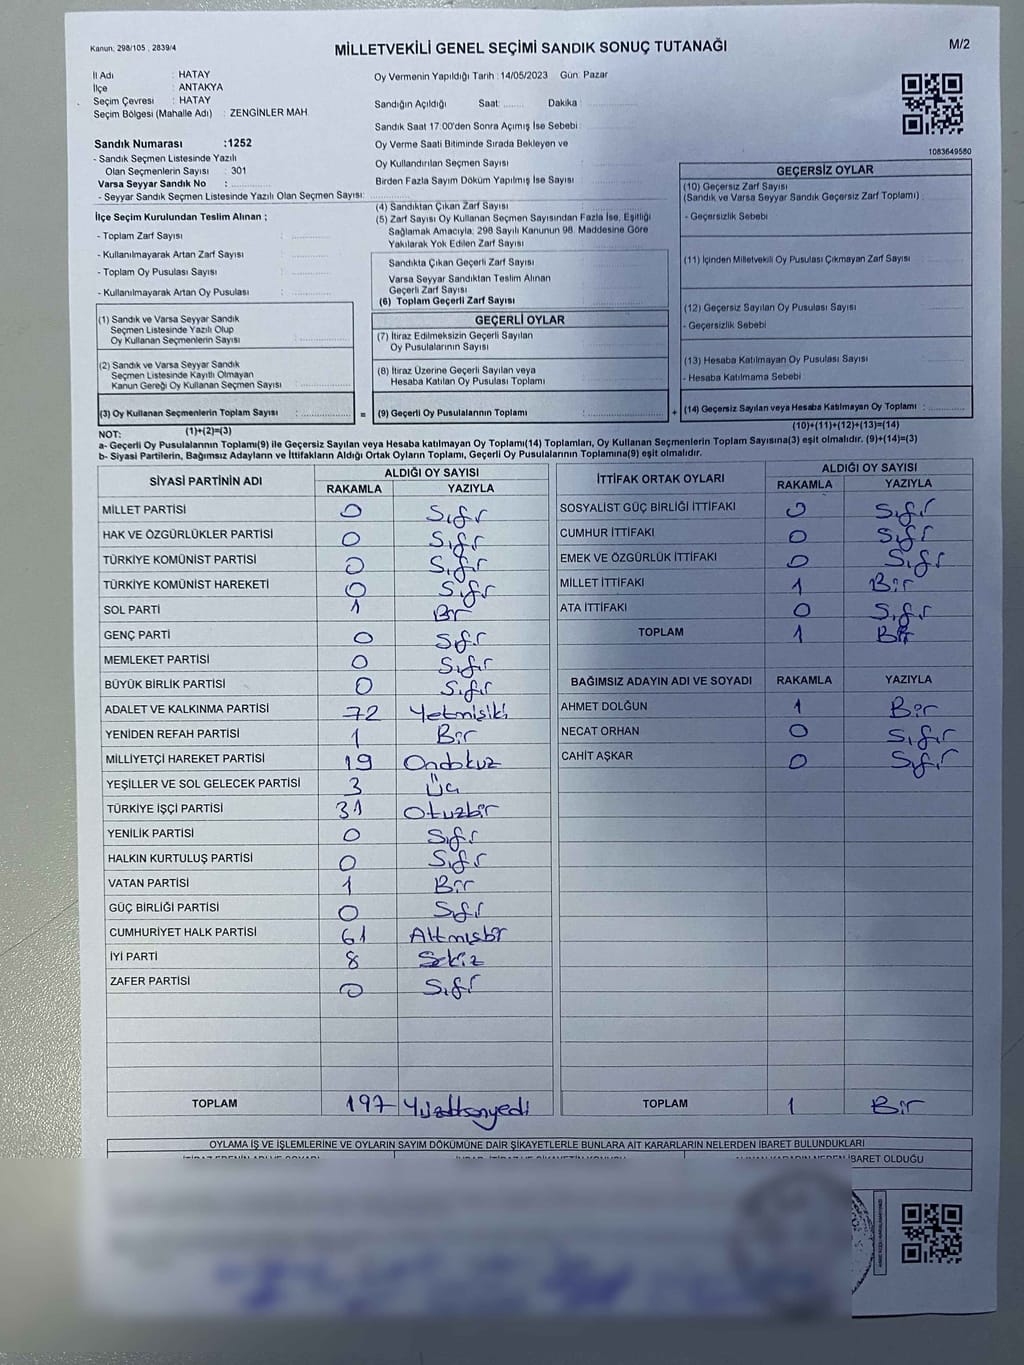 Kanun: 298/105 , 2839/4
MİLLETVEKİLİ GENEL SEÇİMİ SANDIK SONUÇ TUTANAĞI
M/2
İl Adı : HATAY
İlçe : ANTAKYA
Seçim Çevresi : HATAY
Seçim Bölgesi (Mahalle Adı) : ZENGİNLER MAH
Oy Vermenin Yapıldığı Tarih : 14/05/2023 Gün: Pazar
Sandığın Açıldığı Saat: ........ Dakika : ...............
Sandık Saat 17:00'den Sonra Açımış İse Sebebi :
Sandık Numarası :1252
- Sandık Seçmen Listesinde Yazılı
Olan Seçmenlerin Sayısı : 301
Varsa Seyyar Sandık No : ...............
- Seyyar Sandık Seçmen Listesinde Yazılı Olan Seçmen Sayısı: ...............
Oy Verme Saati Bitiminde Sırada Bekleyen ve
Oy Kullandırılan Seçmen Sayısı : ...............
Birden Fazla Sayım Döküm Yapılmış İse Sayısı : ...............
1083649580
İlçe Seçim Kurulundan Teslim Alınan ;
- Toplam Zarf Sayısı : ...............
- Kullanılmayarak Artan Zarf Sayısı : ...............
- Toplam Oy Pusulası Sayısı : ...............
- Kullanılmayarak Artan Oy Pusulası : ...............
(4) Sandıktan Çıkan Zarf Sayısı : ...............
(5) Zarf Sayısı Oy Kullanan Seçmen Sayısından Fazla İse, Eşitliği
Sağlamak Amacıyla; 298 Sayılı Kanunun 98. Maddesine Göre
Yakılarak Yok Edilen Zarf Sayısı : ...............
Sandıkta Çıkan Geçerli Zarf Sayısı : ...............
Varsa Seyyar Sandıktan Teslim Alınan
Geçerli Zarf Sayısı : ...............
(6) Toplam Geçerli Zarf Sayısı : ...............
GEÇERSİZ OYLAR
(10) Geçersiz Zarf Sayısı
(Sandık ve Varsa Seyyar Sandık Geçersiz Zarf Toplamı) :
- Geçersizlik Sebebi :
(11) İçinden Milletvekili Oy Pusulası Çıkmayan Zarf Sayısı : ...............
(12) Geçersiz Sayılan Oy Pusulası Sayısı : ...............
- Geçersizlik Sebebi :
(13) Hesaba Katılmayan Oy Pusulası Sayısı : ...............
- Hesaba Katılmama Sebebi :
(1) Sandık ve Varsa Seyyar Sandık
Seçmen Listesinde Yazılı Olup
Oy Kullanan Seçmenlerin Sayısı : ...............
(2) Sandık ve Varsa Seyyar Sandık
Seçmen Listesinde Kayıtlı Olmayan
Kanun Gereği Oy Kullanan Seçmen Sayısı : ...............
(3) Oy Kullanan Seçmenlerin Toplam Sayısı : ...............
(1)+(2)=(3)
GEÇERLİ OYLAR
(7) İtiraz Edilmeksizin Geçerli Sayılan
Oy Pusulalarının Sayısı : ...............
(8) İtiraz Üzerine Geçerli Sayılan veya
Hesaba Katılan Oy Pusulası Toplamı : ...............
= (9) Geçerli Oy Pusulalarının Toplamı : ...............
+ (14) Geçersiz Sayılan veya Hesaba Katılmayan Oy Toplamı : ...............
(10)+(11)+(12)+(13)=(14)
NOT:
a- Geçerli Oy Pusulalarının Toplamı(9) ile Geçersiz Sayılan veya Hesaba katılmayan Oy Toplamı(14) Toplamları, Oy Kullanan Seçmenlerin Toplam Sayısına(3) eşit olmalıdır. (9)+(14)=(3)
b- Siyasi Partilerin, Bağımsız Adayların ve İttifakların Aldığı Ortak Oyların Toplamı, Geçerli Oy Pusulalarının Toplamına(9) eşit olmalıdır.
SİYASİ PARTİNİN ADI ALDIĞI OY SAYISI
RAKAMLA YAZIYLA
MİLLET PARTİSİ 0 Sıfır
HAK VE ÖZGÜRLÜKLER PARTİSİ 0 Sıfır
TÜRKİYE KOMÜNİST PARTİSİ 0 Sıfır
TÜRKİYE KOMÜNİST HAREKETİ 0 Sıfır
SOL PARTİ 1 Bir
GENÇ PARTİ 0 Sıfır
MEMLEKET PARTİSİ 0 Sıfır
BÜYÜK BİRLİK PARTİSİ 0 Sıfır
ADALET VE KALKINMA PARTİSİ 72 Yetmişiki
YENİDEN REFAH PARTİSİ 1 Bir
MİLLİYETÇİ HAREKET PARTİSİ 19 Ondokuz
YEŞİLLER VE SOL GELECEK PARTİSİ 3 Üç
TÜRKİYE İŞÇİ PARTİSİ 31 Otuzbir
YENİLİK PARTİSİ 0 Sıfır
HALKIN KURTULUŞ PARTİSİ 0 Sıfır
VATAN PARTİSİ 1 Bir
GÜÇ BİRLİĞİ PARTİSİ 0 Sıfır
CUMHURİYET HALK PARTİSİ 61 Altmışbir
İYİ PARTİ 8 Sekiz
ZAFER PARTİSİ 0 Sıfır
TOPLAM 197 Yüzdoksanyedi
İTTİFAK ORTAK OYLARI ALDIĞI OY SAYISI
RAKAMLA YAZIYLA
SOSYALİST GÜÇ BİRLİĞİ İTTİFAKI 0 Sıfır
CUMHUR İTTİFAKI 0 Sıfır
EMEK VE ÖZGÜRLÜK İTTİFAKI 0 Sıfır
MİLLET İTTİFAKI 1 Bir
ATA İTTİFAKI 0 Sıfır
TOPLAM 1 Bir
BAĞIMSIZ ADAYIN ADI VE SOYADI RAKAMLA YAZIYLA
AHMET DOLĞUN 1 Bir
NECAT ORHAN 0 Sıfır
CAHİT AŞKAR 0 Sıfır
TOPLAM 1 Bir
OYLAMA İŞ VE İŞLEMLERİNE VE OYLARIN SAYIM DÖKÜMÜNE DAİR ŞİKAYETLERLE BUNLARA AİT KARARLARIN NELERDEN İBARET BULUNDUKLARI
İBARET OLDUĞU